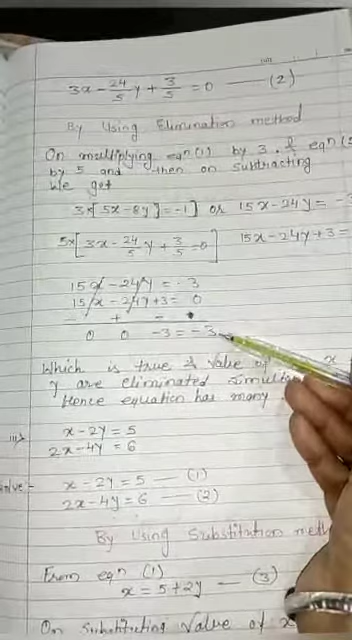 3x - 24/5 y + 3/5 = 0 —— (2)
By Using Elimination method
On multiplying eqn (1) by 3 & eqn (2
by 5 and then on subtracting
We get
3×[5x-8y = -1] or 15x-24y = -3
5×[3x - 24/5 y + 3/5 = 0] 15x-24y+3=
15x - 24y = -3
15x - 24y + 3 = 0
- + -
0 0 -3 = -3
Which is true & value of x
y are eliminated
Hence equation has many
iii) x - 2y = 5
2x - 4y = 6
Solve:- x - 2y = 5 —— (1)
2x - 4y = 6 —— (2)
By Using Substitution
From eqn (1)
x = 5 + 2y — (3)
On substituting value of x